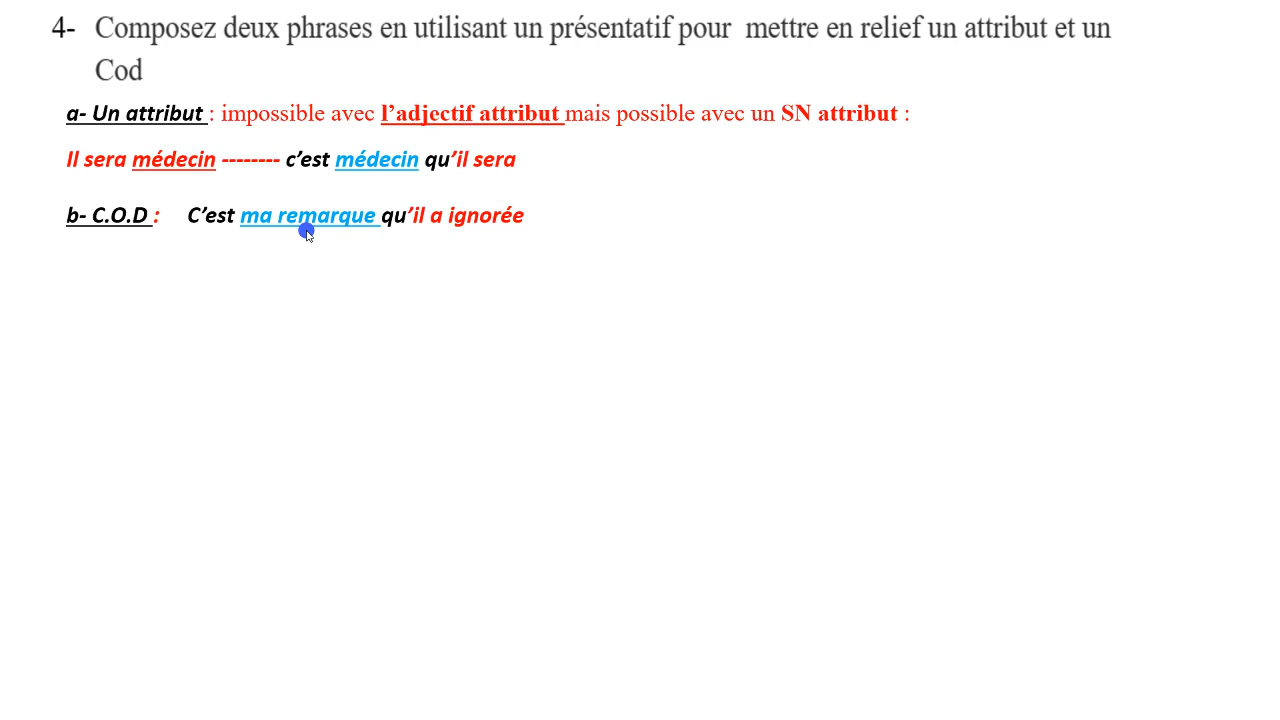 4- Composez deux phrases en utilisant un présentatif pour mettre en relief un attribut et un
Cod
a- Un attribut : impossible avec l’adjectif attribut mais possible avec un SN attribut :
Il sera médecin -------- c’est médecin qu’il sera
b- C.O.D : C’est ma remarque qu’il a ignorée